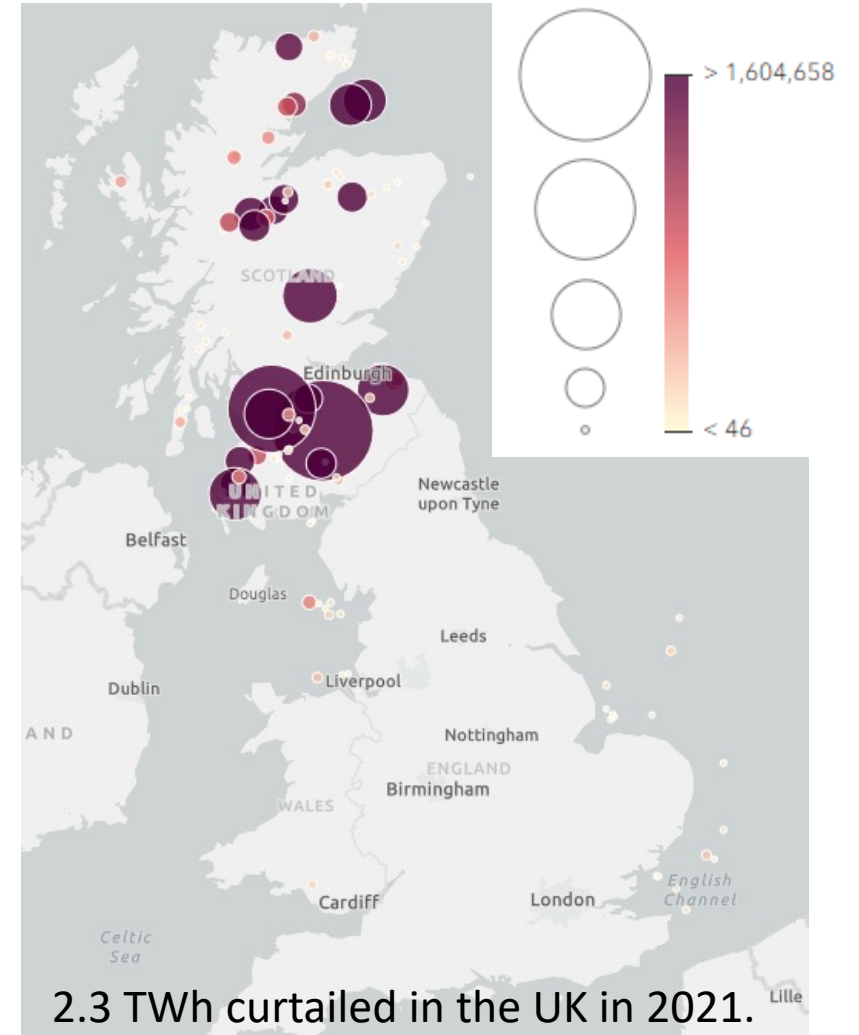 > 1,604,658
< 46
SCOTLAND
Edinburgh
UNITED
KINGDOM
Newcastle
upon Tyne
Belfast
Douglas
Leeds
Dublin
Liverpool
AND
Nottingham
ENGLAND
Birmingham
WALES
English
Channel
Cardiff
London
Celtic
Sea
Lille
2.3 TWh curtailed in the UK in 2021.